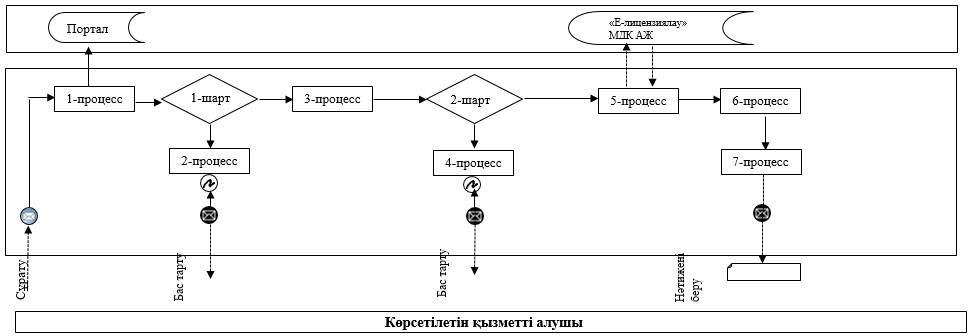 Портал
«Е-лицензиялау»
МДҚ АЖ
1-процесс
1-шарт
3-процесс
2-шарт
5-процесс
6-процесс
2-процесс
4-процесс
7-процесс
Сұрату
Бас тарту
Бас тарту
Нәтижені
беру
Көрсетілетін қызметті алушы